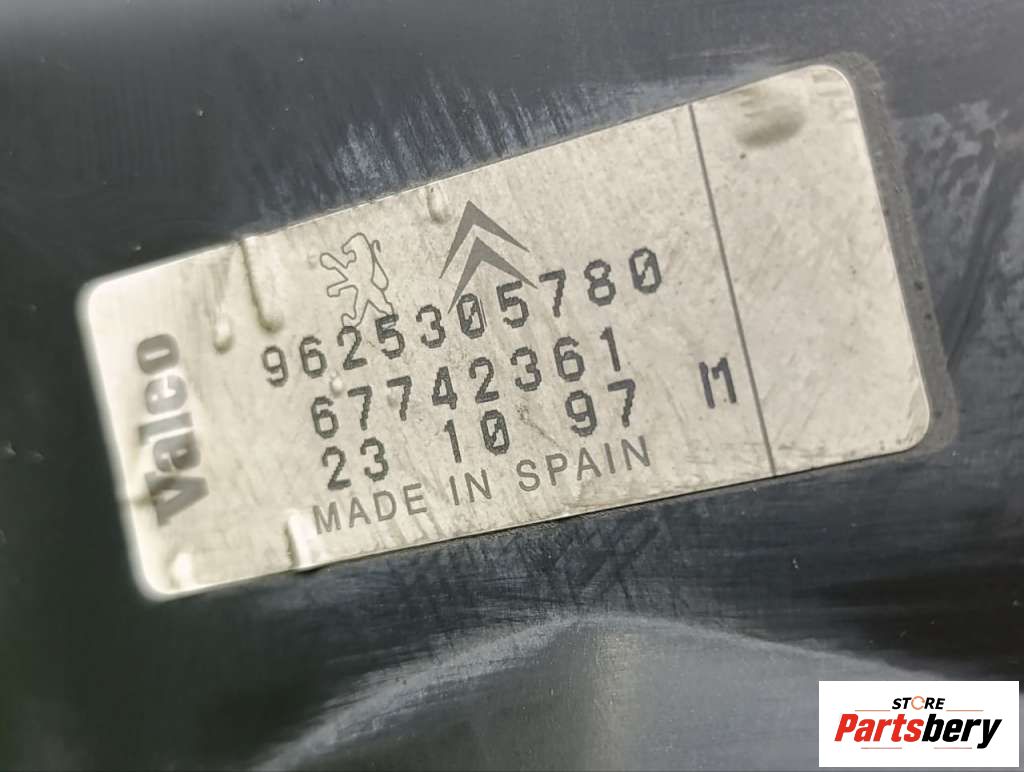 Valeo
9625305780
67742361
23 10 97 M
MADE IN SPAIN
STORE
Partsbery